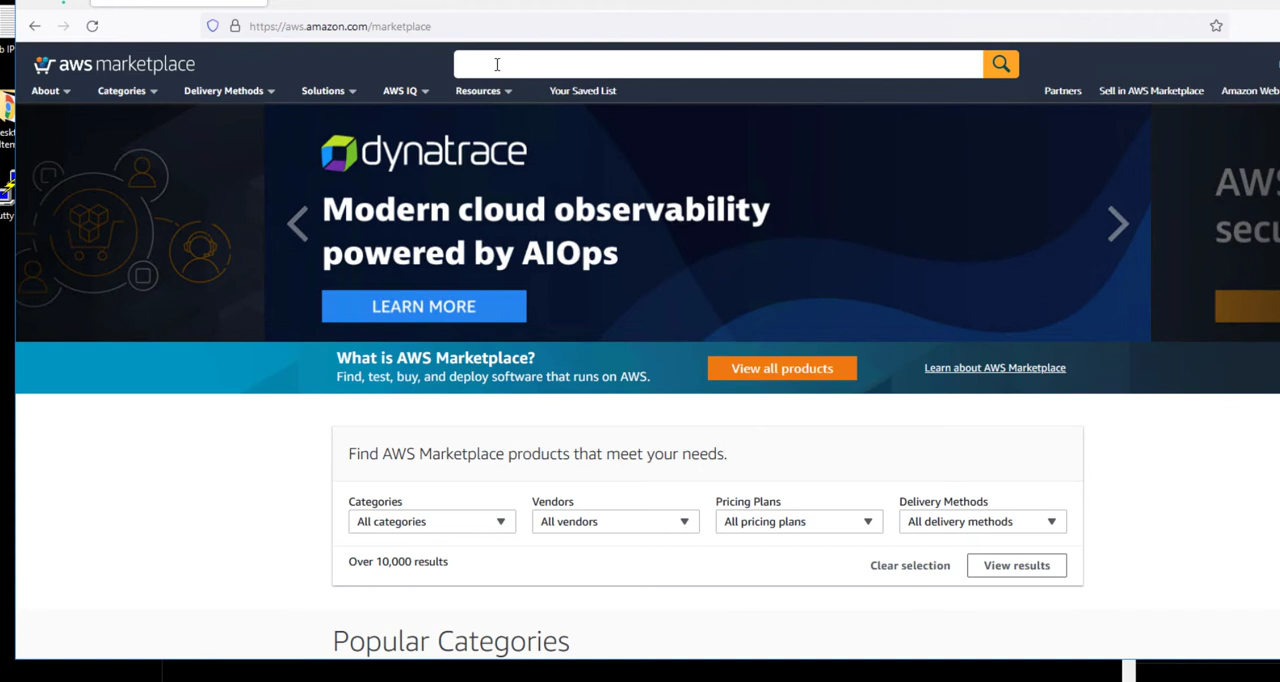 b IP
https://aws.amazon.com/marketplace
aws marketplace
About Categories Delivery Methods Solutions AWS IQ Resources Your Saved List Partners Sell in AWS Marketplace Amazon Web
dynatrace
Modern cloud observability
powered by AIOps
LEARN MORE
AWS
secu
What is AWS Marketplace?
Find, test, buy, and deploy software that runs on AWS.
View all products
Learn about AWS Marketplace
Find AWS Marketplace products that meet your needs.
Categories Vendors Pricing Plans Delivery Methods
All categories All vendors All pricing plans All delivery methods
Over 10,000 results Clear selection View results
Popular Categories